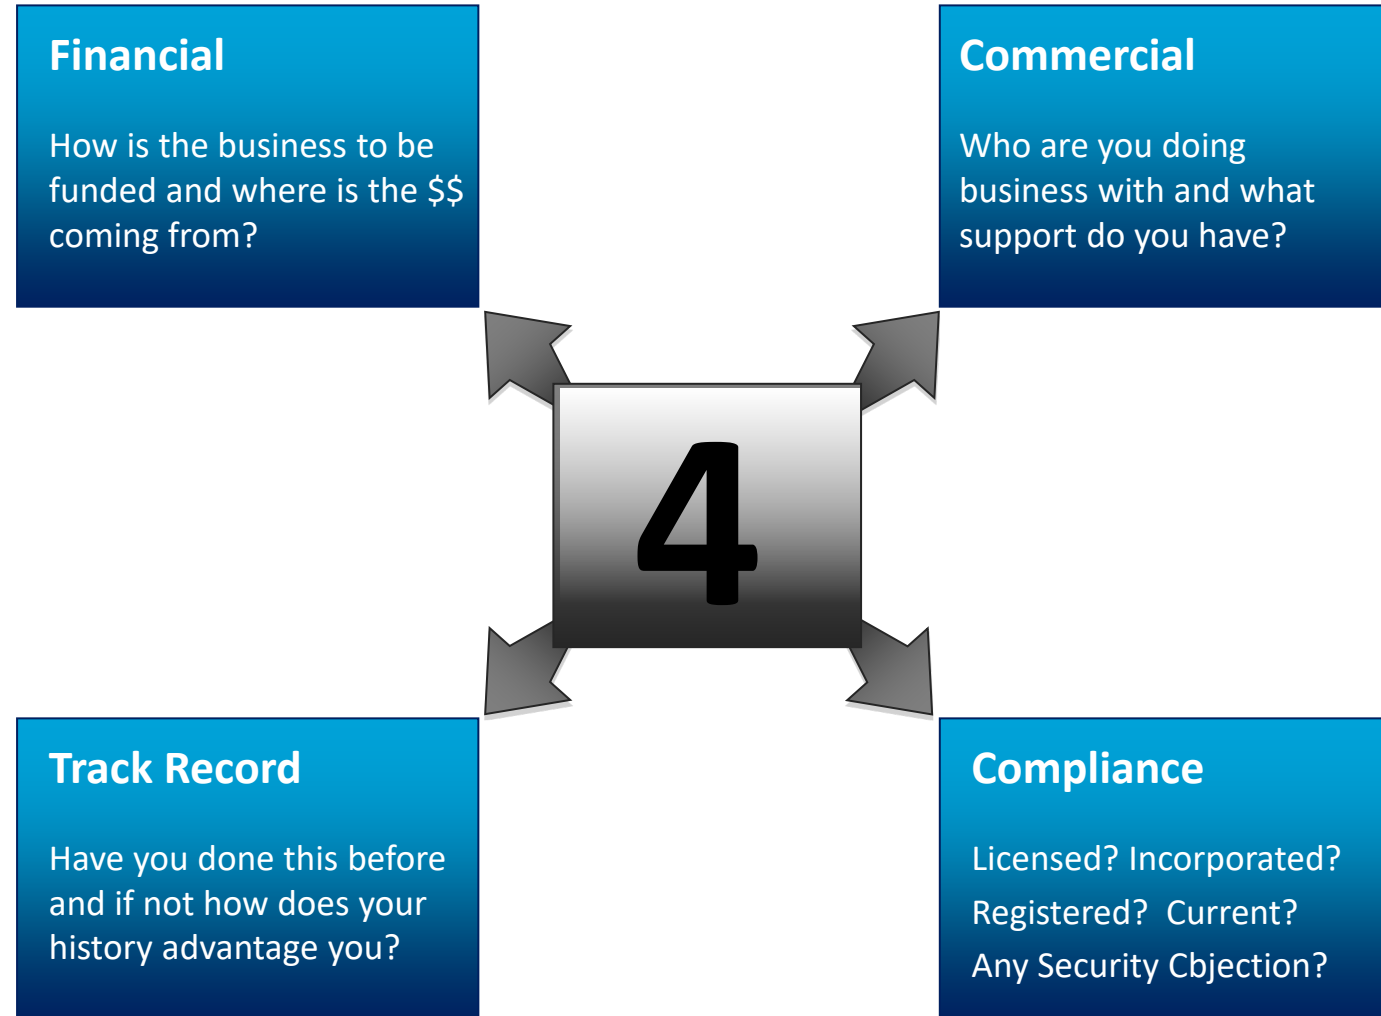 Financial
How is the business to be
funded and where is the $$
coming from?
Commercial
Who are you doing
business with and what
support do you have?
4
Track Record
Have you done this before
and if not how does your
history advantage you?
Compliance
Licensed? Incorporated?
Registered?  Current?
Any Security Cbjection?